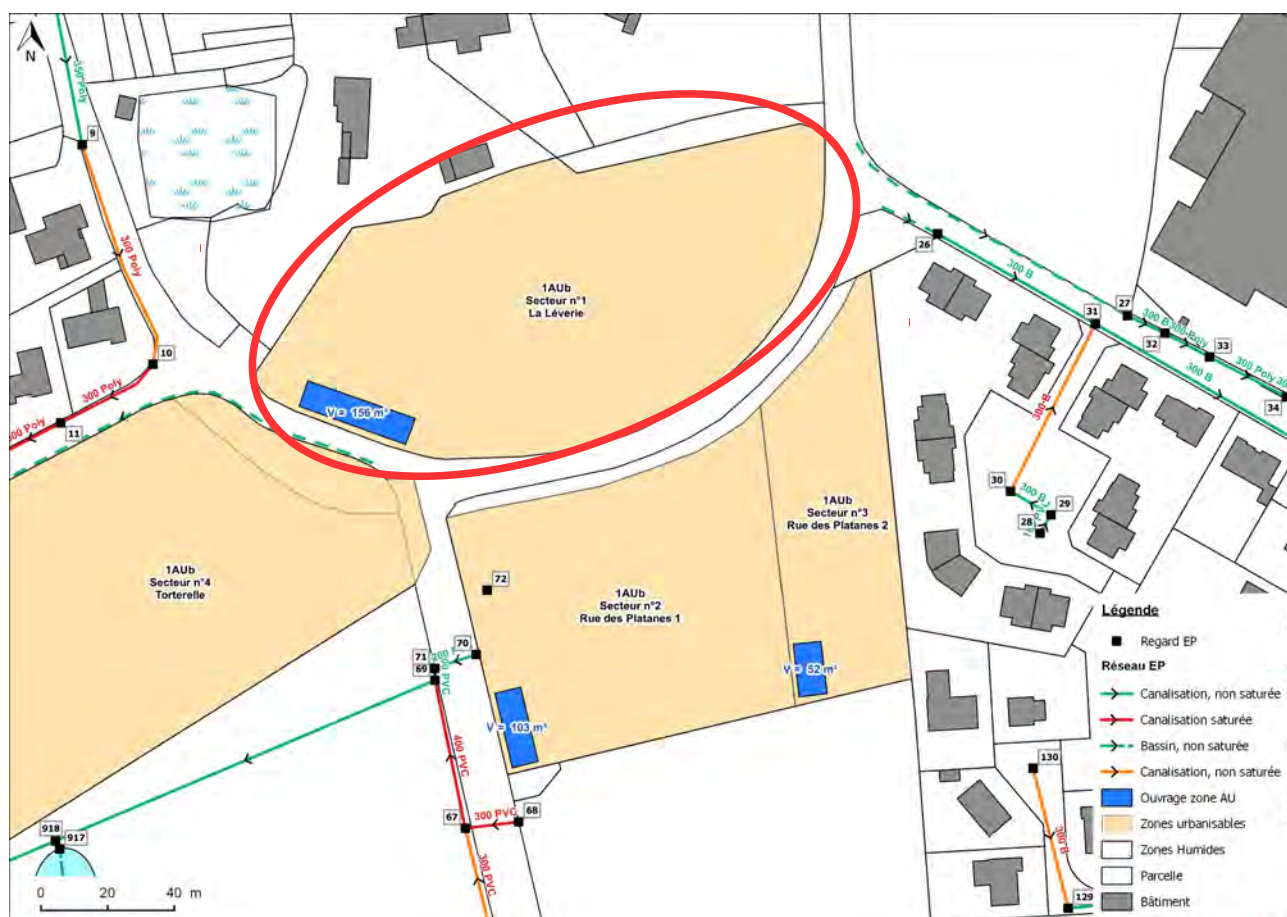 N
350 Poly
9
300 Poly
10
300 Poly
300 Poly
11
1AUb
Secteur n°1
La Léverie
V = 156 m³
26
300 B
27
300 B
300 Poly
31
32
33
300 Poly
300
300 B
34
300 B
30
300 B
29
28
1AUb
Secteur n°3
Rue des Platanes 2
1AUb
Secteur n°4
Torterelle
72
1AUb
Secteur n°2
Rue des Platanes 1
70
71
69
PVC
V = 52 m³
V = 103 m³
400 PVC
67
300 PVC
68
300 PVC
918
917
0 20 40 m
130
300 B
129
Légende
Regard EP
Réseau EP
Canalisation, non saturée
Canalisation saturée
Bassin, non saturée
Canalisation, non saturée
Ouvrage zone AU
Zones urbanisables
Zones Humides
Parcelle
Bâtiment